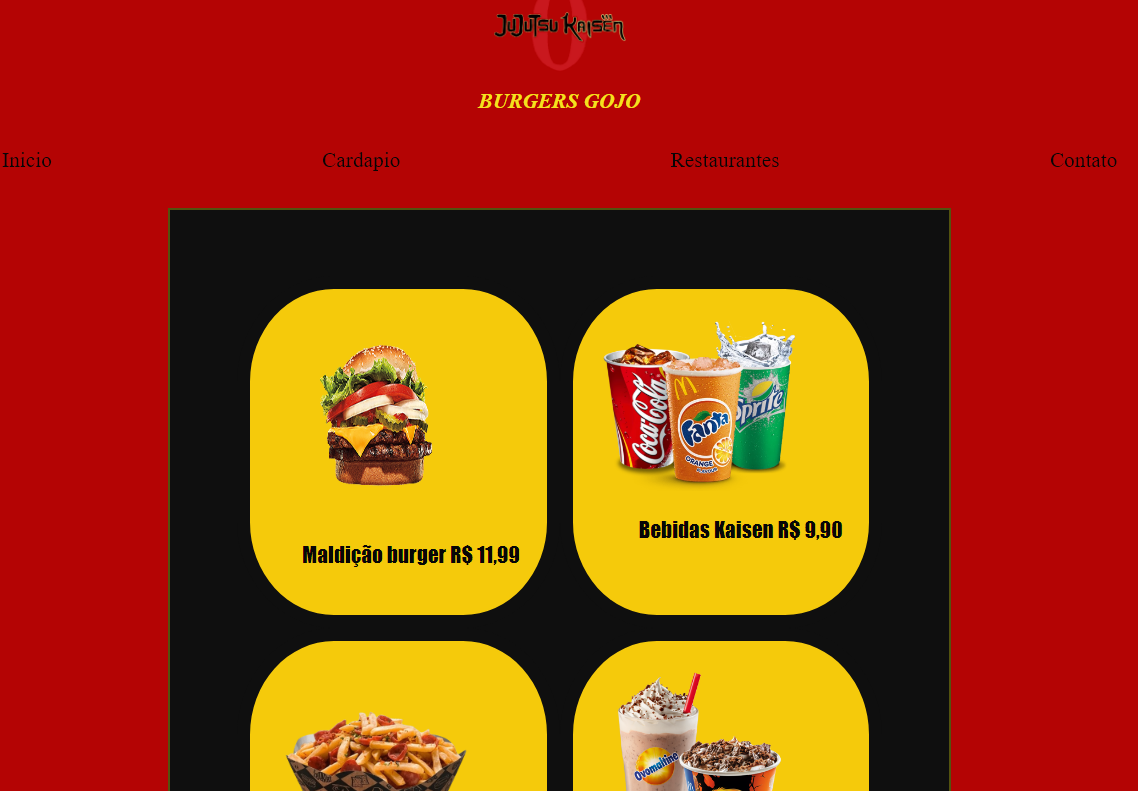 JUJUTSU KAISEN
0
BURGERS GOJO
Inicio Cardapio Restaurantes Contato
Coca-Cola
Fanta
ORANGE
Sprite
Maldição burger R$ 11,99
Bebidas Kaisen R$ 9,90
Ovomaltine